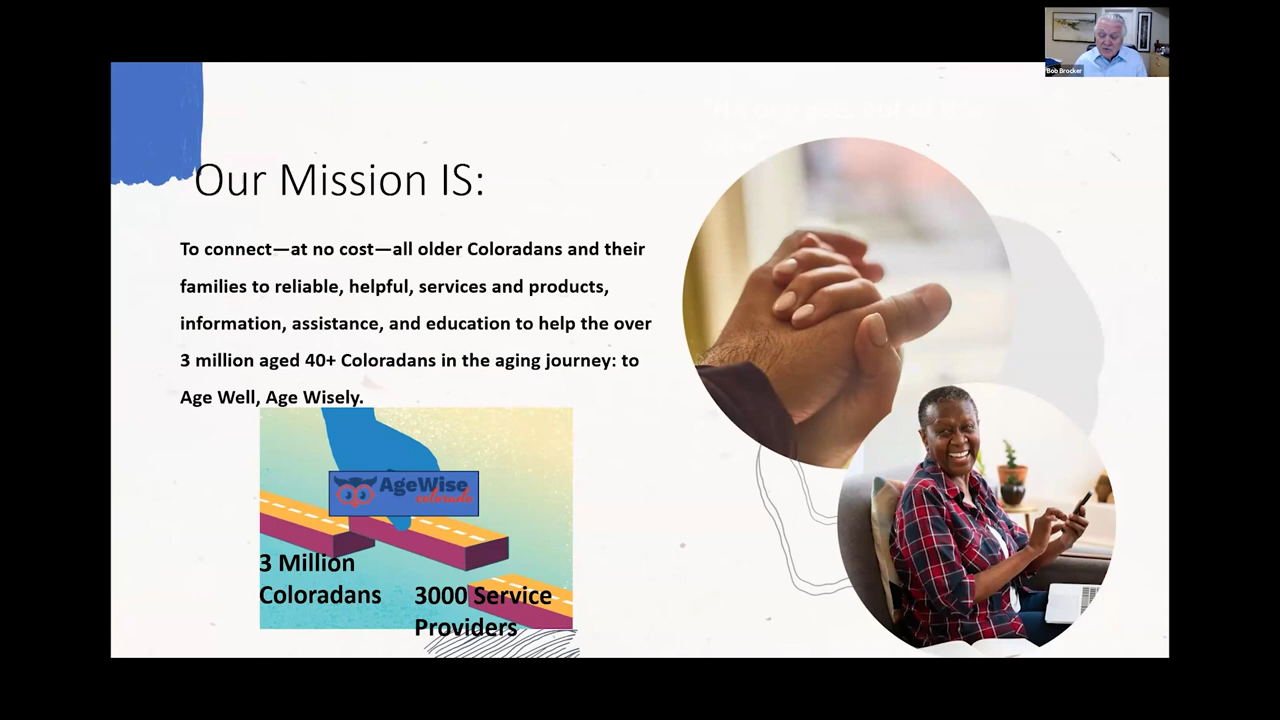 Bob Brocker
Our Mission IS:
To connect—at no cost—all older Coloradans and their
families to reliable, helpful, services and products,
information, assistance, and education to help the over
3 million aged 40+ Coloradans in the aging journey: to
Age Well, Age Wisely.
AgeWise
colorado
3 Million
Coloradans
3000 Service
Providers